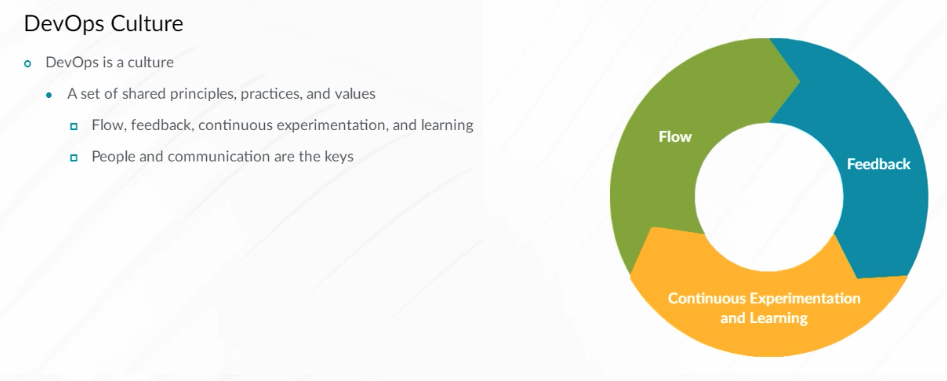 DevOps Culture
DevOps is a culture
A set of shared principles, practices, and values
Flow, feedback, continuous experimentation, and learning
People and communication are the keys
Flow
Feedback
Continuous Experimentation
and Learning